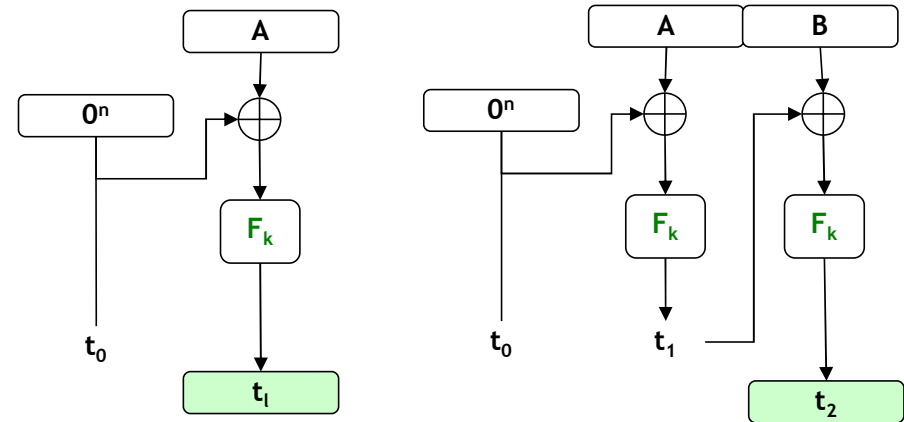 A
0ⁿ
Fₖ
t₀
tₗ
A B
0ⁿ
Fₖ Fₖ
t₀ t₁
t₂